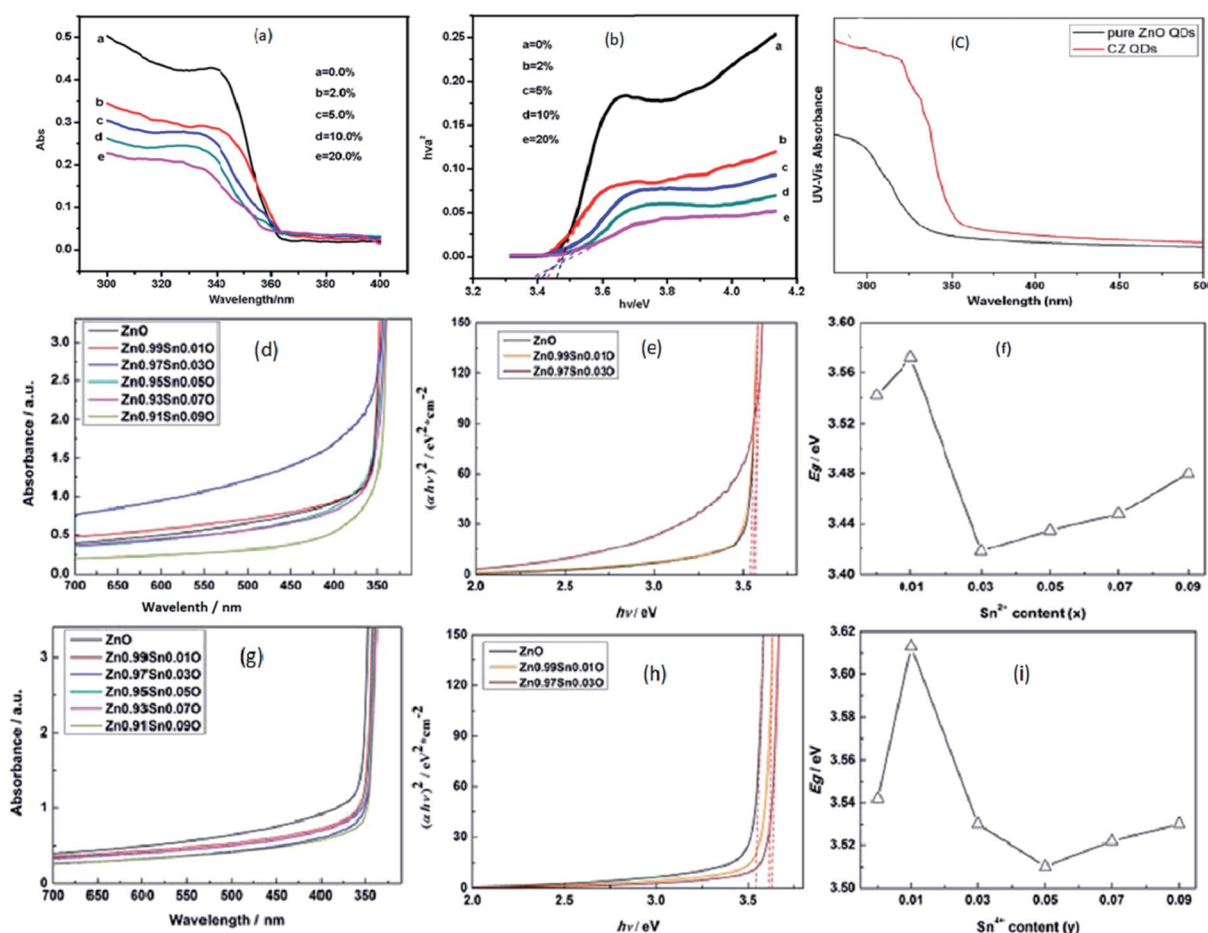 (a)
a
b
c
d
e
a=0.0%
b=2.0%
c=5.0%
d=10.0%
e=20.0%
Abs
0.5
0.4
0.3
0.2
0.1
0.0
300 320 340 360 380 400
Wavelength/nm
(b)
a=0%
b=2%
c=5%
d=10%
e=20%
a
b
c
d
e
hva²
0.25
0.20
0.15
0.10
0.05
0.00
3.2 3.4 3.6 3.8 4.0 4.2
hv/eV
(C)
pure ZnO QDs
CZ QDs
UV-Vis Absorbance
300 350 400 450 500
Wavelength (nm)
(d)
ZnO
Zn0.99Sn0.01O
Zn0.97Sn0.03O
Zn0.95Sn0.05O
Zn0.93Sn0.07O
Zn0.91Sn0.09O
Absorbance / a.u.
3.0
2.5
2.0
1.5
1.0
0.5
0.0
700 650 600 550 500 450 400 350
Wavelenth / nm
(e)
ZnO
Zn0.99Sn0.01O
Zn0.97Sn0.03O
(αhν)² / eV²*cm-2
150
120
90
60
30
0
2.0 2.5 3.0 3.5
hν / eV
(f)
Eg / eV
3.60
3.56
3.52
3.48
3.44
3.40
0.01 0.03 0.05 0.07 0.09
Sn²⁺ content (x)
(g)
ZnO
Zn0.99Sn0.01O
Zn0.97Sn0.03O
Zn0.95Sn0.05O
Zn0.93Sn0.07O
Zn0.91Sn0.09O
Absorbance / a.u.
3
2
1
0
700 650 600 550 500 450 400 350
Wavelength / nm
(h)
ZnO
Zn0.99Sn0.01O
Zn0.97Sn0.03O
(αhν)² / eV²*cm-2
150
120
90
60
30
0
2.0 2.5 3.0 3.5
hν / eV
(i)
Eg / eV
3.62
3.60
3.58
3.56
3.54
3.52
3.50
0.01 0.03 0.05 0.07 0.09
Sn⁴⁺ content (y)